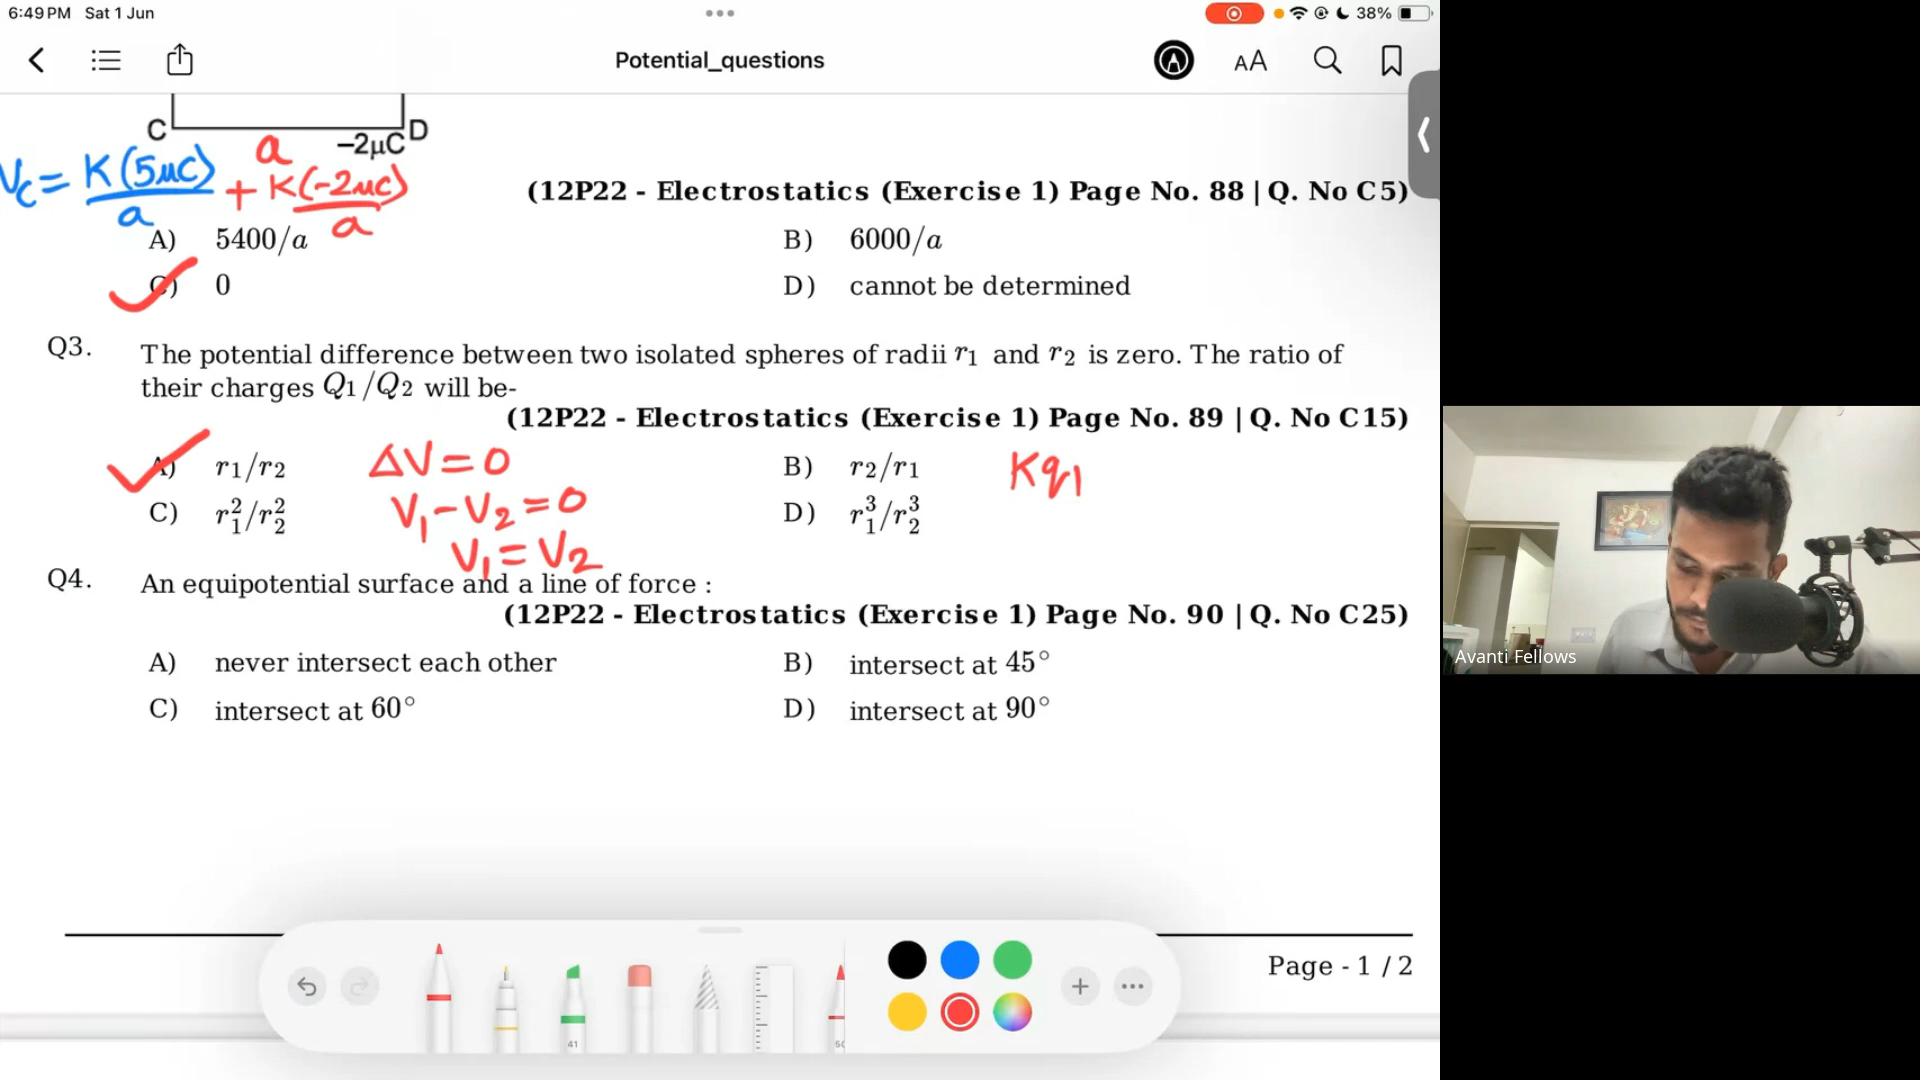 6:49 PM Sat 1 Jun
38%
Potential_questions
AA
C
D
a
−2μC
Vc = K(5μC)/a + K(−2μC)/a
(12P22 - Electrostatics (Exercise 1) Page No. 88 | Q. No C5)
A) 5400/a
B) 6000/a
C) 0
D) cannot be determined
Q3. The potential difference between two isolated spheres of radii r1 and r2 is zero. The ratio of
their charges Q1/Q2 will be-
(12P22 - Electrostatics (Exercise 1) Page No. 89 | Q. No C15)
A) r1/r2
ΔV = 0
B) r2/r1
Kq1
V1 − V2 = 0
C) r1²/r2²
D) r1³/r2³
V1 = V2
Q4. An equipotential surface and a line of force :
(12P22 - Electrostatics (Exercise 1) Page No. 90 | Q. No C25)
A) never intersect each other
B) intersect at 45°
C) intersect at 60°
D) intersect at 90°
Page - 1 / 2
41
Avanti Fellows